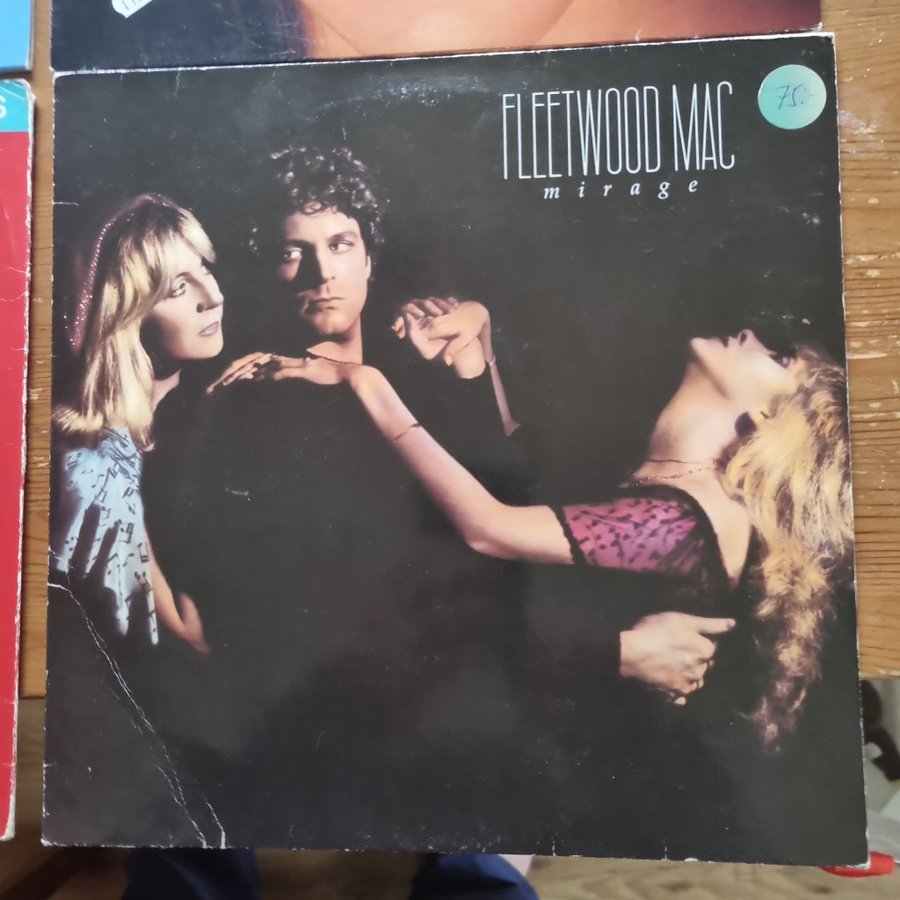 FLEETWOOD MAC
mirage
75:-
S